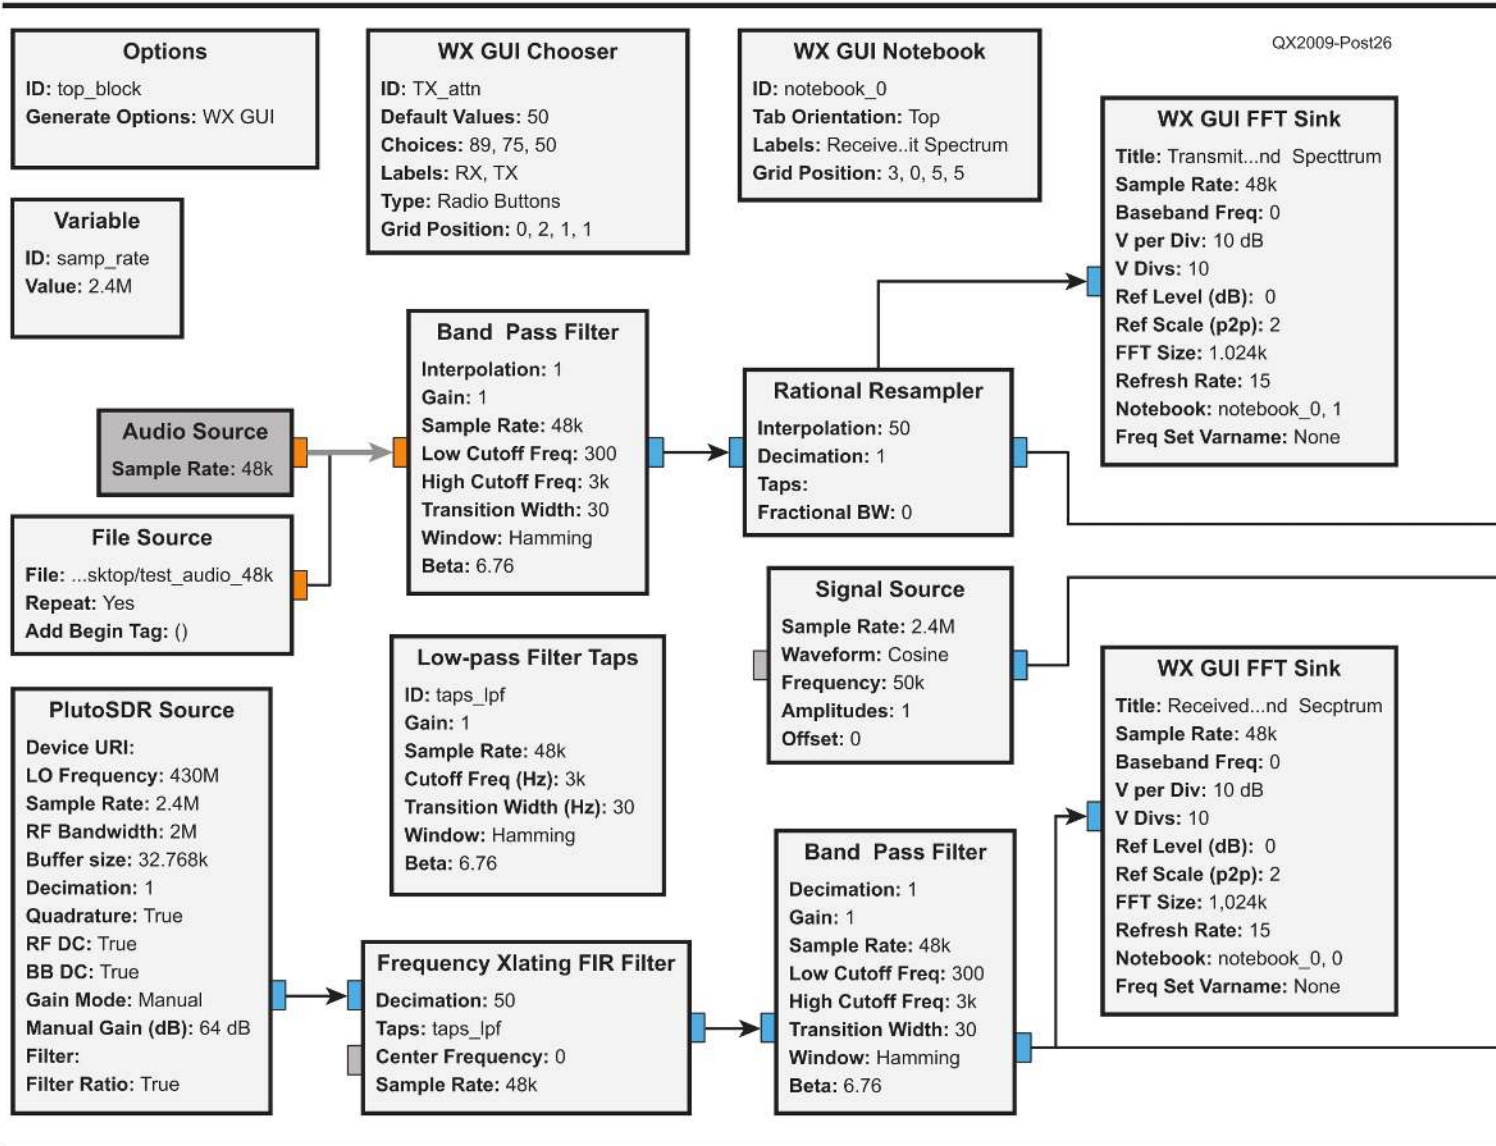 Options
ID: top_block
Generate Options: WX GUI
WX GUI Chooser
ID: TX_attn
Default Values: 50
Choices: 89, 75, 50
Labels: RX, TX
Type: Radio Buttons
Grid Position: 0, 2, 1, 1
WX GUI Notebook
ID: notebook_0
Tab Orientation: Top
Labels: Receive..it Spectrum
Grid Position: 3, 0, 5, 5
QX2009-Post26
WX GUI FFT Sink
Title: Transmit...nd Specttrum
Sample Rate: 48k
Baseband Freq: 0
V per Div: 10 dB
V Divs: 10
Ref Level (dB): 0
Ref Scale (p2p): 2
FFT Size: 1.024k
Refresh Rate: 15
Notebook: notebook_0, 1
Freq Set Varname: None
Variable
ID: samp_rate
Value: 2.4M
Band Pass Filter
Interpolation: 1
Gain: 1
Sample Rate: 48k
Low Cutoff Freq: 300
High Cutoff Freq: 3k
Transition Width: 30
Window: Hamming
Beta: 6.76
Rational Resampler
Interpolation: 50
Decimation: 1
Taps:
Fractional BW: 0
Audio Source
Sample Rate: 48k
File Source
File: ...sktop/test_audio_48k
Repeat: Yes
Add Begin Tag: ()
Signal Source
Sample Rate: 2.4M
Waveform: Cosine
Frequency: 50k
Amplitudes: 1
Offset: 0
Low-pass Filter Taps
ID: taps_lpf
Gain: 1
Sample Rate: 48k
Cutoff Freq (Hz): 3k
Transition Width (Hz): 30
Window: Hamming
Beta: 6.76
WX GUI FFT Sink
Title: Received...nd Secptrum
Sample Rate: 48k
Baseband Freq: 0
V per Div: 10 dB
V Divs: 10
Ref Level (dB): 0
Ref Scale (p2p): 2
FFT Size: 1,024k
Refresh Rate: 15
Notebook: notebook_0, 0
Freq Set Varname: None
PlutoSDR Source
Device URI:
LO Frequency: 430M
Sample Rate: 2.4M
RF Bandwidth: 2M
Buffer size: 32.768k
Decimation: 1
Quadrature: True
RF DC: True
BB DC: True
Gain Mode: Manual
Manual Gain (dB): 64 dB
Filter:
Filter Ratio: True
Frequency Xlating FIR Filter
Decimation: 50
Taps: taps_lpf
Center Frequency: 0
Sample Rate: 48k
Band Pass Filter
Decimation: 1
Gain: 1
Sample Rate: 48k
Low Cutoff Freq: 300
High Cutoff Freq: 3k
Transition Width: 30
Window: Hamming
Beta: 6.76